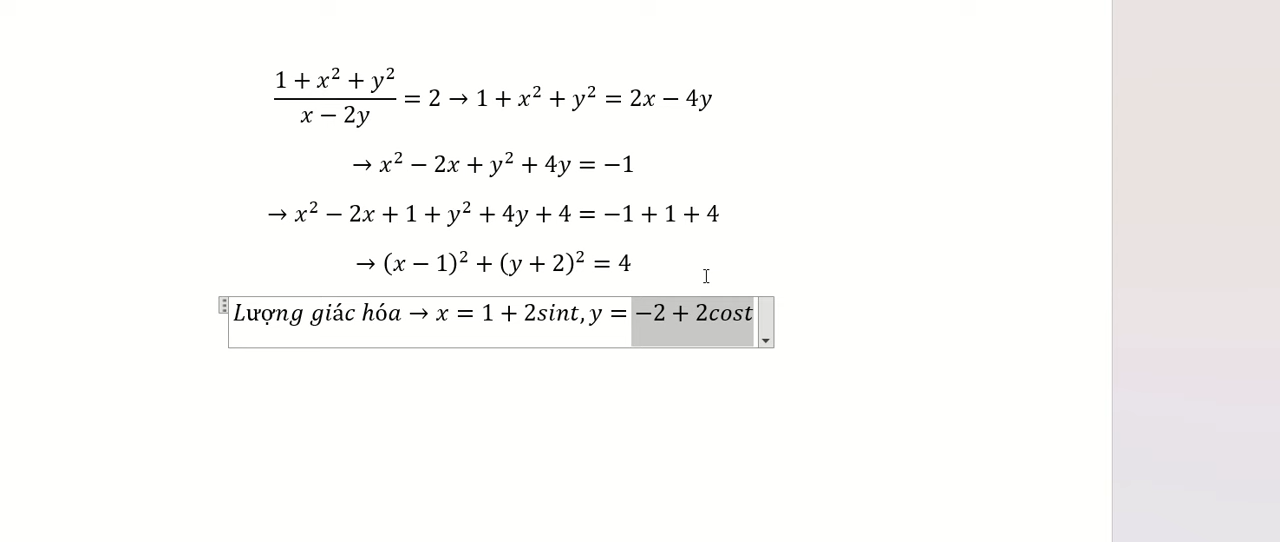 (1 + x² + y²)/(x − 2y) = 2 → 1 + x² + y² = 2x − 4y
→ x² − 2x + y² + 4y = −1
→ x² − 2x + 1 + y² + 4y + 4 = −1 + 1 + 4
→ (x − 1)² + (y + 2)² = 4
Lượng giác hóa → x = 1 + 2sint, y = −2 + 2cost